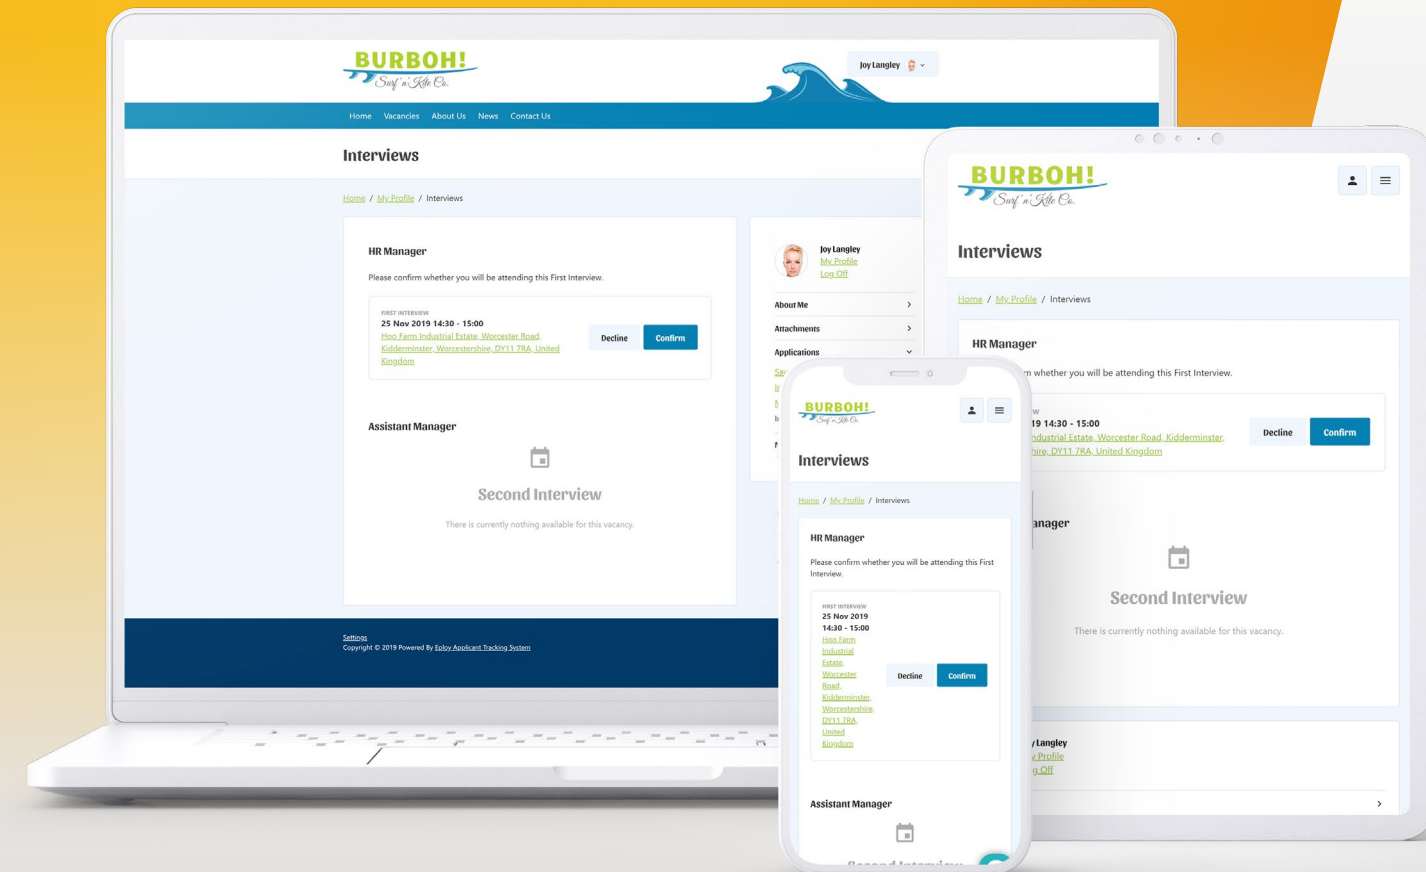 BURBOH!
Surf 'n' Kite Co.
Joy Langley
Home Vacancies About Us News Contact Us
Interviews
Home / My Profile / Interviews
HR Manager
Please confirm whether you will be attending this First Interview.
FIRST INTERVIEW
25 Nov 2019 14:30 - 15:00
Hoo Farm Industrial Estate, Worcester Road,
Kidderminster, Worcestershire, DY11 7RA, United
Kingdom
Decline Confirm
Assistant Manager
Second Interview
There is currently nothing available for this vacancy.
Joy Langley
My Profile
Log Off
About Me
Attachments
Applications
Settings
Copyright © 2019 Powered By Eploy Applicant Tracking System
BURBOH!
Surf 'n' Kite Co.
Interviews
Home / My Profile / Interviews
HR Manager
whether you will be attending this First Interview.
19 14:30 - 15:00
Estate, Worcester Road, Kidderminster,
DY11 7RA, United Kingdom
Decline Confirm
Second Interview
There is currently nothing available for this vacancy.
Langley
Profile
Off
BURBOH!
Surf 'n' Kite Co.
Interviews
Home / My Profile / Interviews
HR Manager
Please confirm whether you will be attending this First
Interview.
FIRST INTERVIEW
25 Nov 2019
14:30 - 15:00
Hoo Farm
Industrial
Estate,
Worcester
Road,
Kidderminster,
Worcestershire,
DY11 7RA,
United
Kingdom
Decline Confirm
Assistant Manager
Second Interview